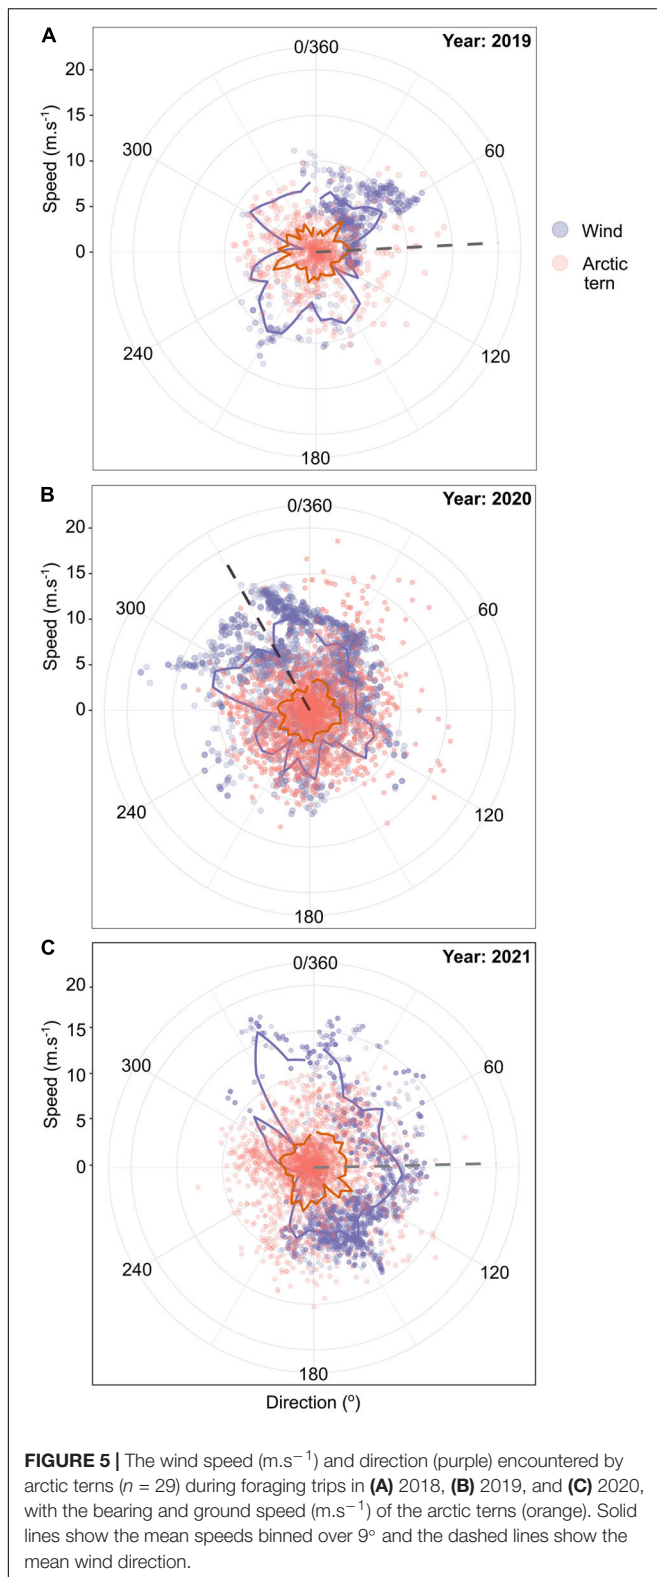 A
Year: 2019
0/360
Speed (m.s-1)
20
15
10
5
0
300
60
240
120
180
Wind
Arctic
tern
B
Year: 2020
0/360
Speed (m.s-1)
20
15
10
5
0
300
60
240
120
180
C
Year: 2021
0/360
Speed (m.s-1)
20
15
10
5
0
300
60
240
120
180
Direction (º)
FIGURE 5 | The wind speed (m.s−1) and direction (purple) encountered by
arctic terns (n = 29) during foraging trips in (A) 2018, (B) 2019, and (C) 2020,
with the bearing and ground speed (m.s−1) of the arctic terns (orange). Solid
lines show the mean speeds binned over 9° and the dashed lines show the
mean wind direction.